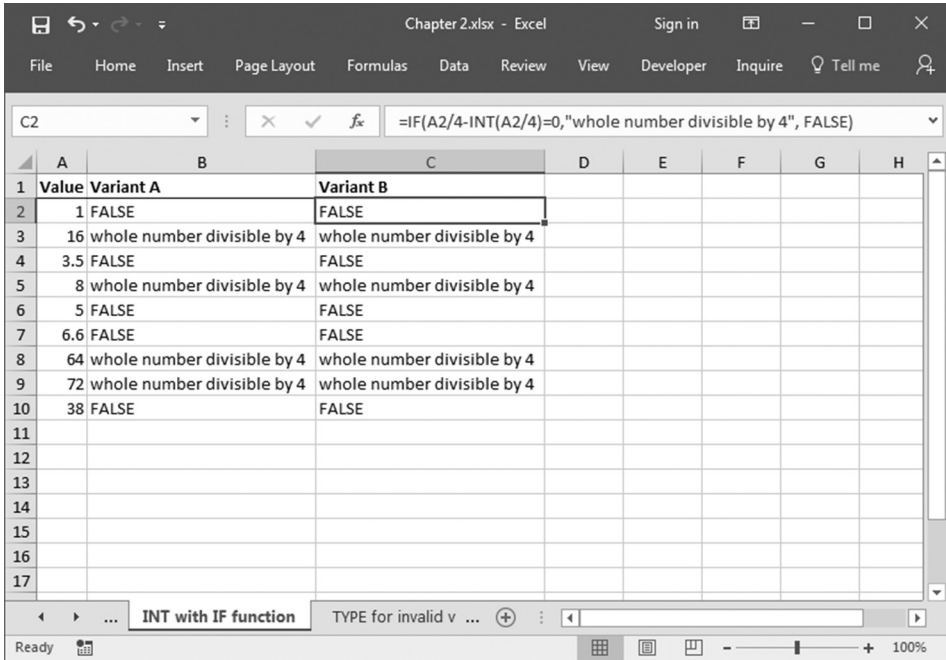 Chapter 2.xlsx - Excel
Sign in
File Home Insert Page Layout Formulas Data Review View Developer Inquire Tell me
C2 fx =IF(A2/4-INT(A2/4)=0,"whole number divisible by 4", FALSE)
A B C D E F G H
1 Value Variant A Variant B
2 1 FALSE FALSE
3 16 whole number divisible by 4 whole number divisible by 4
4 3.5 FALSE FALSE
5 8 whole number divisible by 4 whole number divisible by 4
6 5 FALSE FALSE
7 6.6 FALSE FALSE
8 64 whole number divisible by 4 whole number divisible by 4
9 72 whole number divisible by 4 whole number divisible by 4
10 38 FALSE FALSE
11
12
13
14
15
16
17
... INT with IF function TYPE for invalid v ...
Ready 100%